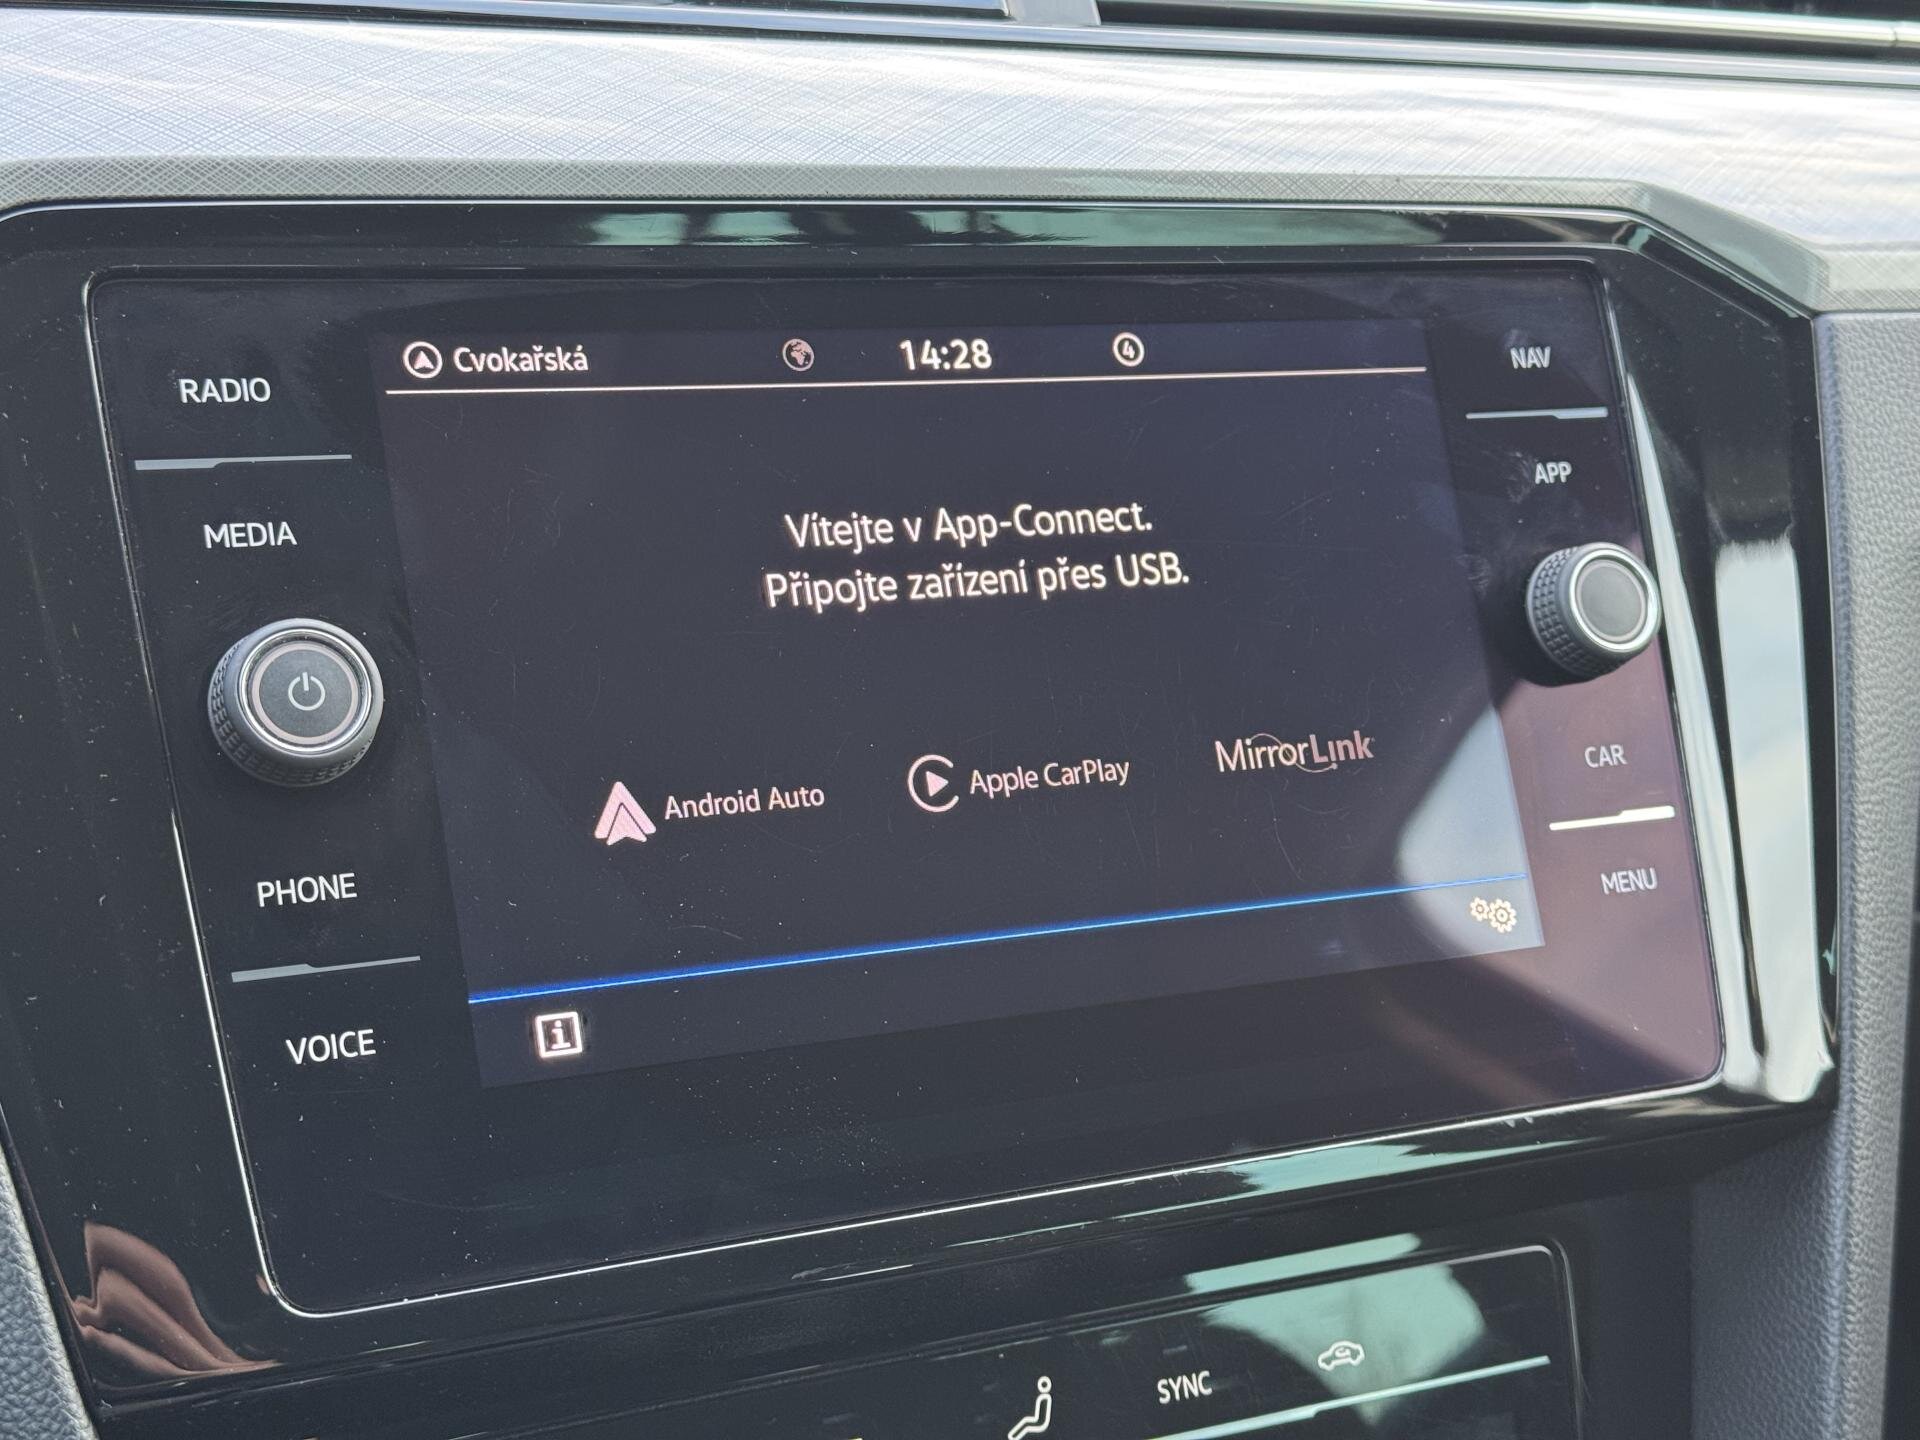 Cvokařská
14:28
4
RADIO
NAV
MEDIA
APP
Vítejte v App-Connect.
Připojte zařízení přes USB.
Android Auto
Apple CarPlay
MirrorLink
CAR
PHONE
MENU
VOICE
i
SYNC